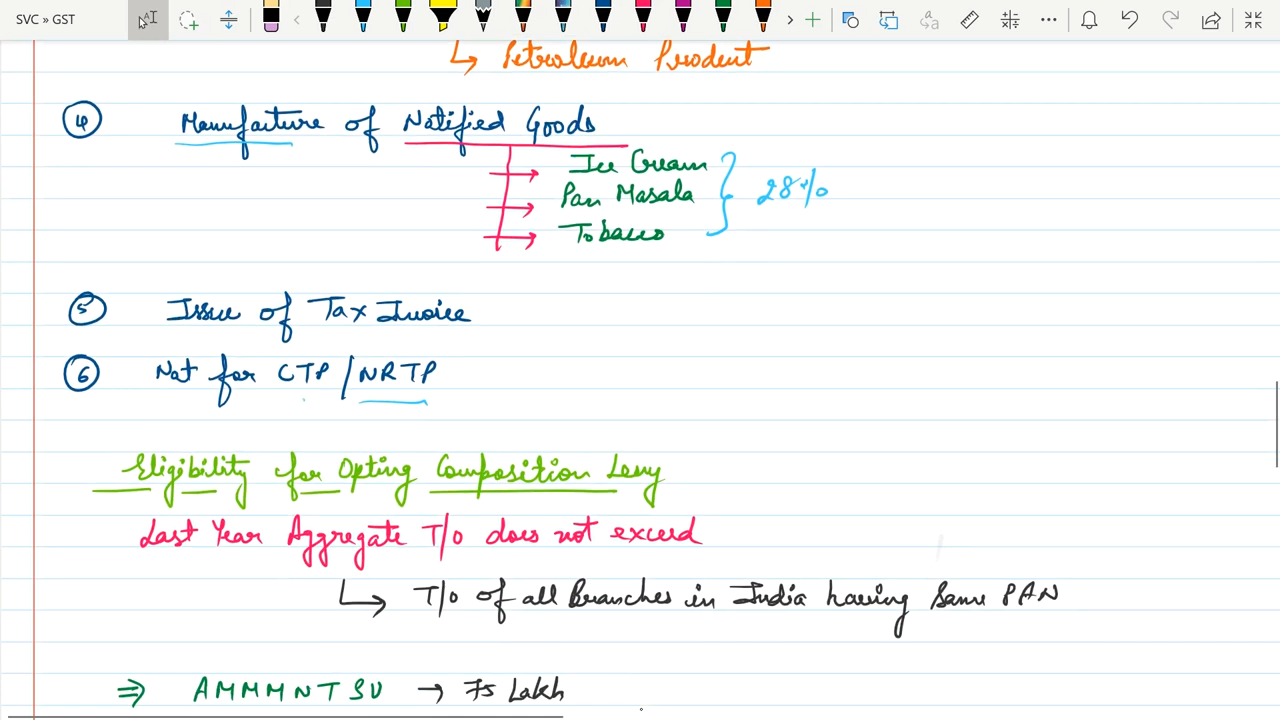 SVC » GST
↳ Petroleum Product
④ Manufacture of Notified Goods
→ Ice Cream
→ Pan Masala } 28%
→ Tobacco
⑤ Issue of Tax Invoice
⑥ Not for CTP / NRTP
Eligibility for Opting Composition Levy
Last Year Aggregate T/O does not exceed
↳ T/O of all Branches in India having Same PAN
⇒ AMMMNTSU → 75 Lakh